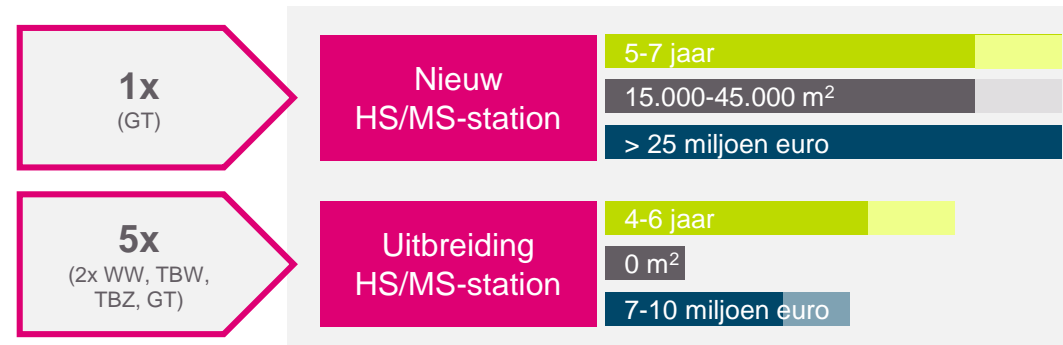 1x
(GT)
Nieuw
HS/MS-station
5-7 jaar
15.000-45.000 m²
> 25 miljoen euro
5x
(2x WW, TBW,
TBZ, GT)
Uitbreiding
HS/MS-station
4-6 jaar
0 m²
7-10 miljoen euro